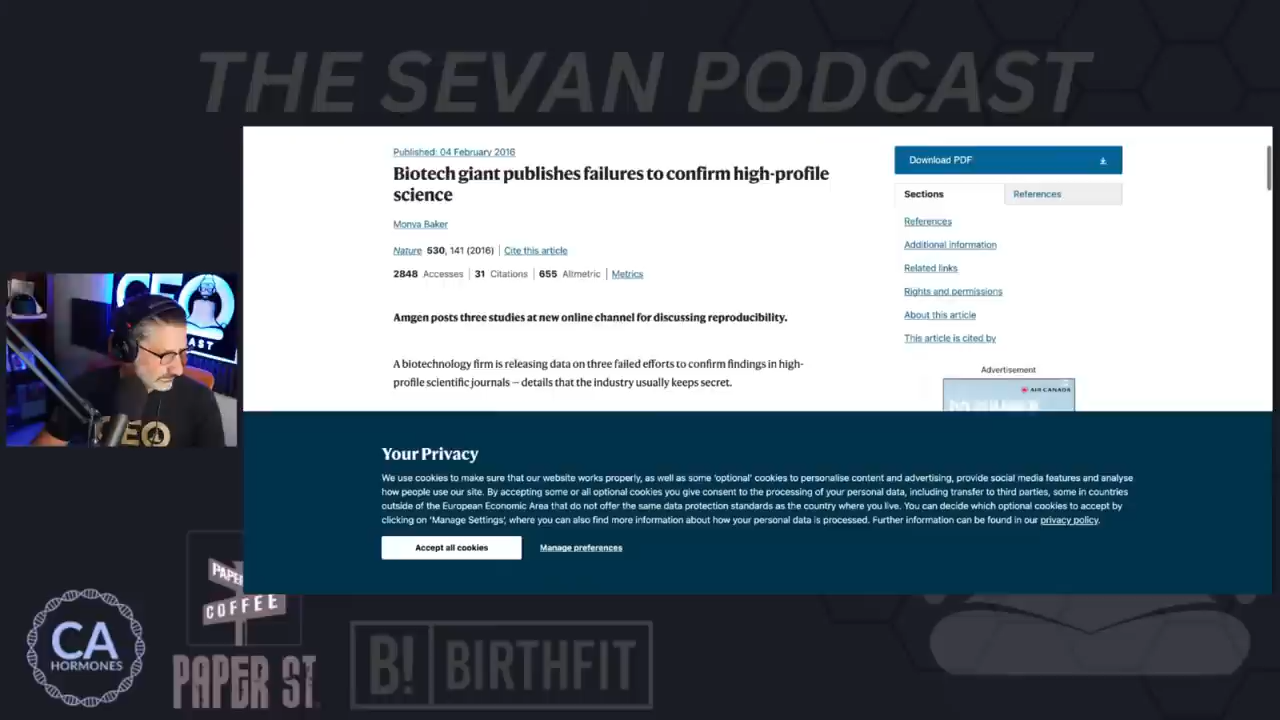 THE SEVAN PODCAST
Published: 04 February 2016
Biotech giant publishes failures to confirm high-profile
science
Monya Baker
Nature 530, 141 (2016) | Cite this article
2848 Accesses | 31 Citations | 655 Altmetric | Metrics
Amgen posts three studies at new online channel for discussing reproducibility.
A biotechnology firm is releasing data on three failed efforts to confirm findings in high-
profile scientific journals — details that the industry usually keeps secret.
Download PDF
Sections
References
References
Additional information
Related links
Rights and permissions
About this article
This article is cited by
Advertisement
AIR CANADA
CEO
CAST
CEO
Your Privacy
We use cookies to make sure that our website works properly, as well as some 'optional' cookies to personalise content and advertising, provide social media features and analyse
how people use our site. By accepting some or all optional cookies you give consent to the processing of your personal data, including transfer to third parties, some in countries
outside of the European Economic Area that do not offer the same data protection standards as the country where you live. You can decide which optional cookies to accept by
clicking on 'Manage Settings', where you can also find more information about how your personal data is processed. Further information can be found in our privacy policy.
Accept all cookies
Manage preferences
CA
HORMONES
PAPER
COFFEE
PAPER ST.
B! BIRTHFIT